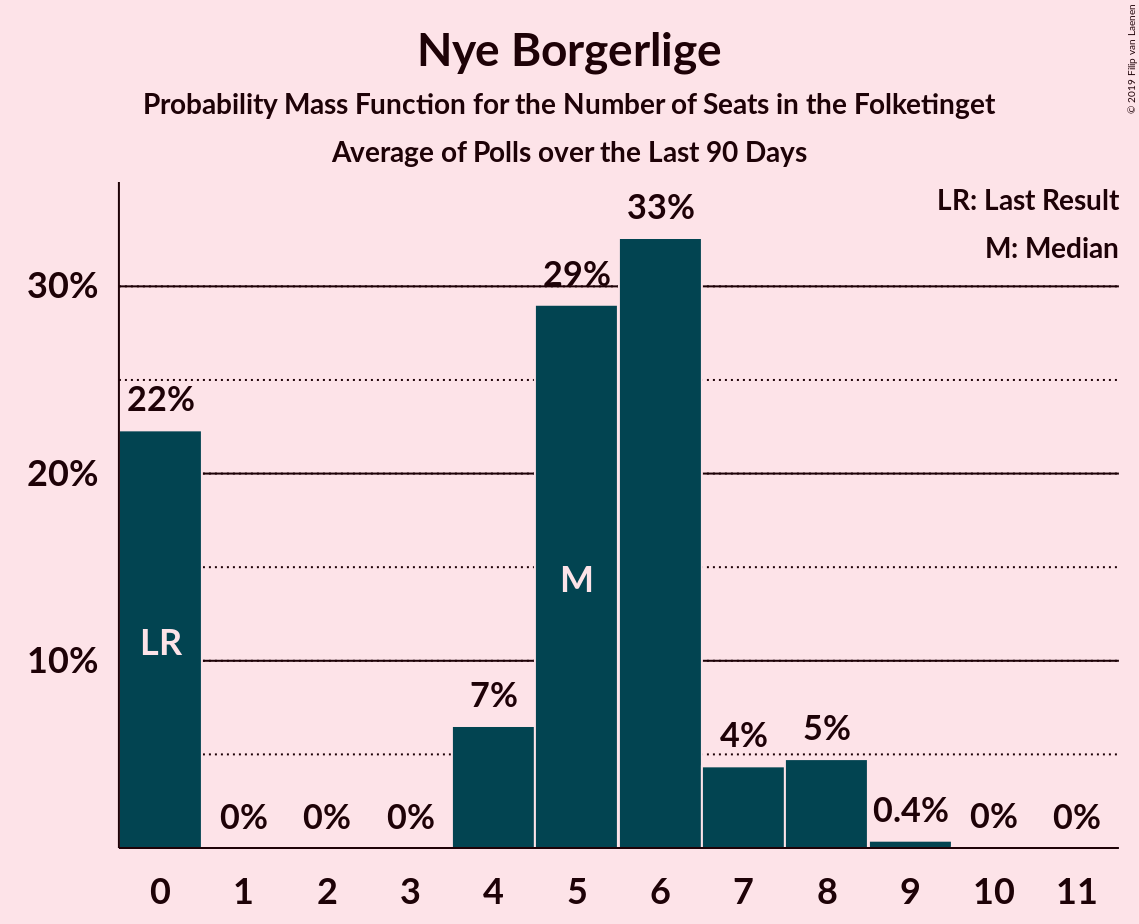 Nye Borgerlige
Probability Mass Function for the Number of Seats in the Folketinget
Average of Polls over the Last 90 Days
© 2019 Filip van Laenen
LR: Last Result
M: Median
30%
20%
10%
22%
0%
0%
0%
7%
29%
33%
4%
5%
0.4%
0%
0%
LR
M
0 1 2 3 4 5 6 7 8 9 10 11